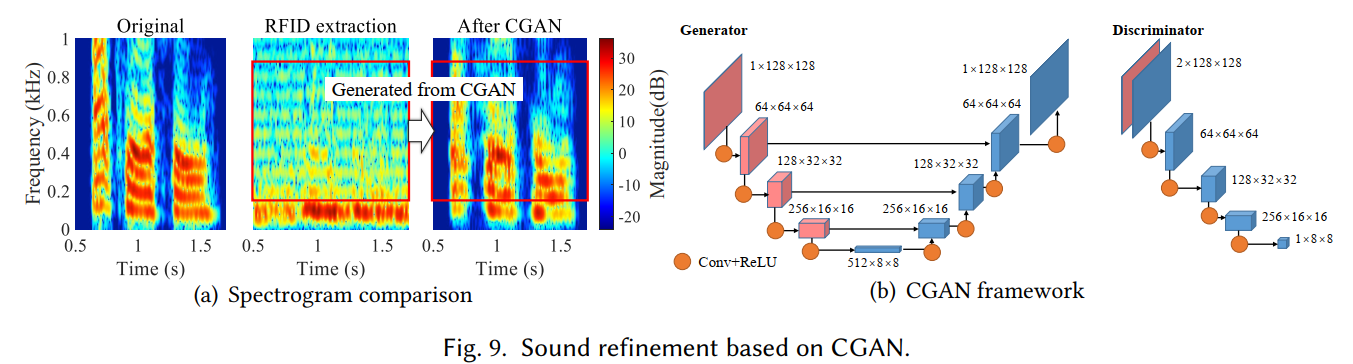 Original
RFID extraction
After CGAN
Frequency (kHz)
1
0.8
0.6
0.4
0.2
0
Generated from CGAN
0.5
1
1.5
0.5
1
1.5
0.5
1
1.5
Time (s)
Time (s)
Time (s)
30
20
10
0
-10
-20
Magnitude(dB)
(a) Spectrogram comparison
Generator
1×128×128
64×64×64
128×32×32
256×16×16
512×8×8
256×16×16
128×32×32
64×64×64
1×128×128
Conv+ReLU
Discriminator
2×128×128
64×64×64
128×32×32
256×16×16
1×8×8
(b) CGAN framework
Fig. 9. Sound refinement based on CGAN.